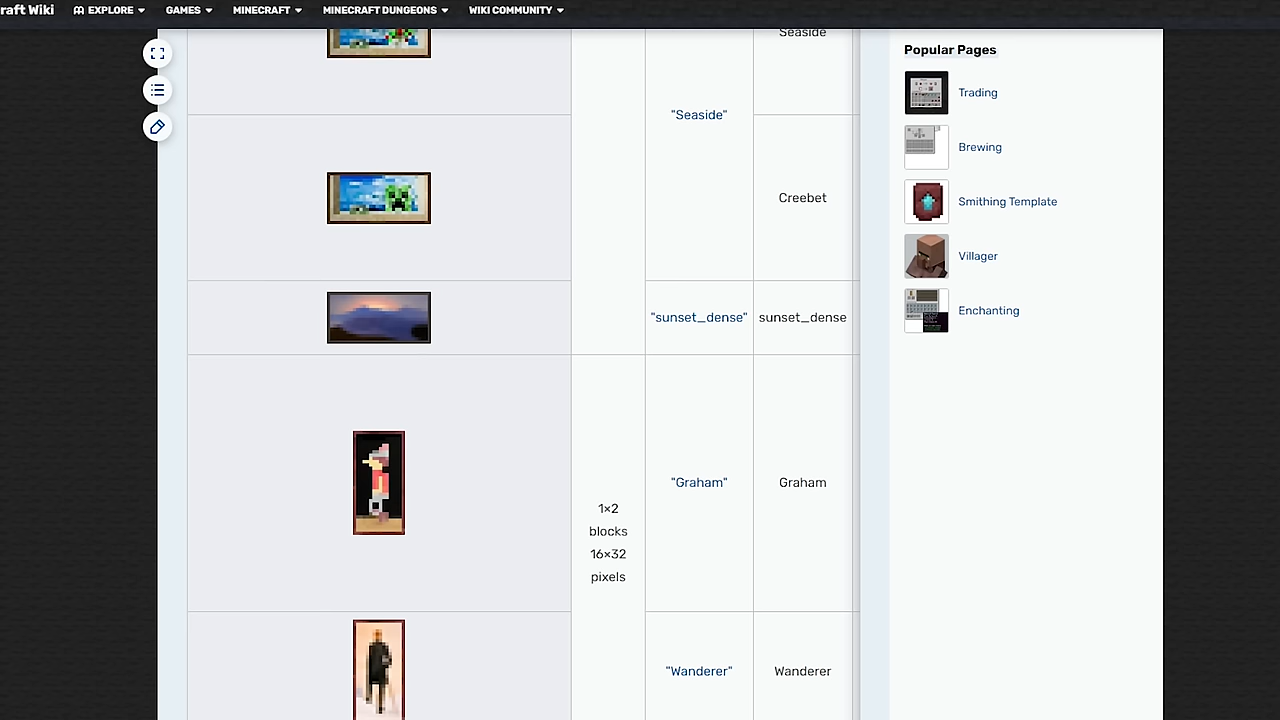 raft Wiki EXPLORE GAMES MINECRAFT MINECRAFT DUNGEONS WIKI COMMUNITY
Seaside
"Seaside"
Creebet
"sunset_dense" sunset_dense
1×2
blocks
16×32
pixels
"Graham" Graham
"Wanderer" Wanderer
Popular Pages
Trading
Brewing
Smithing Template
Villager
Enchanting